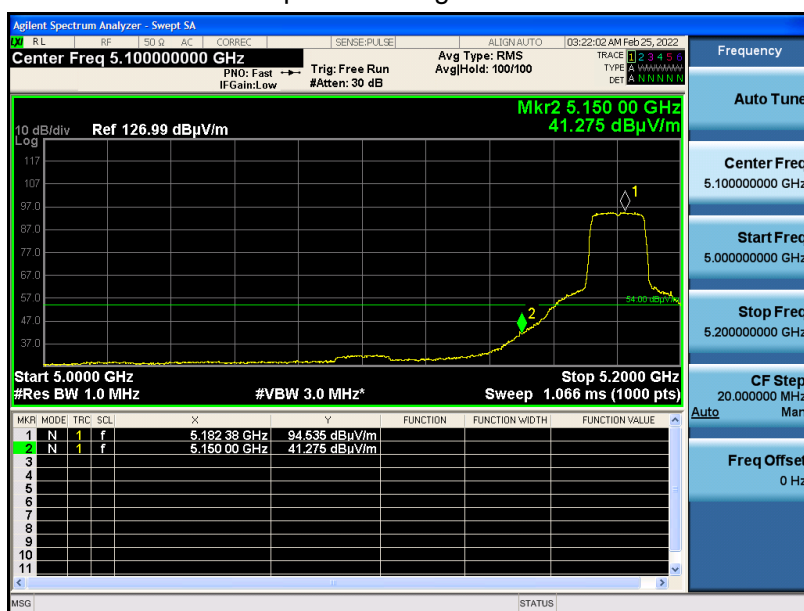 Agilent Spectrum Analyzer - Swept SA
LXI RL RF 50 Ω AC CORREC SENSE:PULSE ALIGN AUTO 03:22:02 AM Feb 25, 2022
Center Freq 5.100000000 GHz
PNO: Fast
IFGain:Low
Trig: Free Run
#Atten: 30 dB
Avg Type: RMS
Avg|Hold: 100/100
TRACE 1 2 3 4 5 6
TYPE A WWWWW
DET A N N N N N
Mkr2 5.150 00 GHz
41.275 dBµV/m
10 dB/div Ref 126.99 dBµV/m
Log
117
107
97.0
87.0
77.0
67.0
57.0
47.0
37.0
1
2
54.00 dBµV/m
Start 5.0000 GHz Stop 5.2000 GHz
#Res BW 1.0 MHz #VBW 3.0 MHz* Sweep 1.066 ms (1000 pts)
MKR MODE TRC SCL X Y FUNCTION FUNCTION WIDTH FUNCTION VALUE
1 N 1 f 5.182 38 GHz 94.535 dBµV/m
2 N 1 f 5.150 00 GHz 41.275 dBµV/m
3
4
5
6
7
8
9
10
11
MSG STATUS
Frequency
Auto Tune
Center Freq
5.100000000 GHz
Start Freq
5.000000000 GHz
Stop Freq
5.200000000 GHz
CF Step
20.000000 MHz
Auto Man
Freq Offset
0 Hz